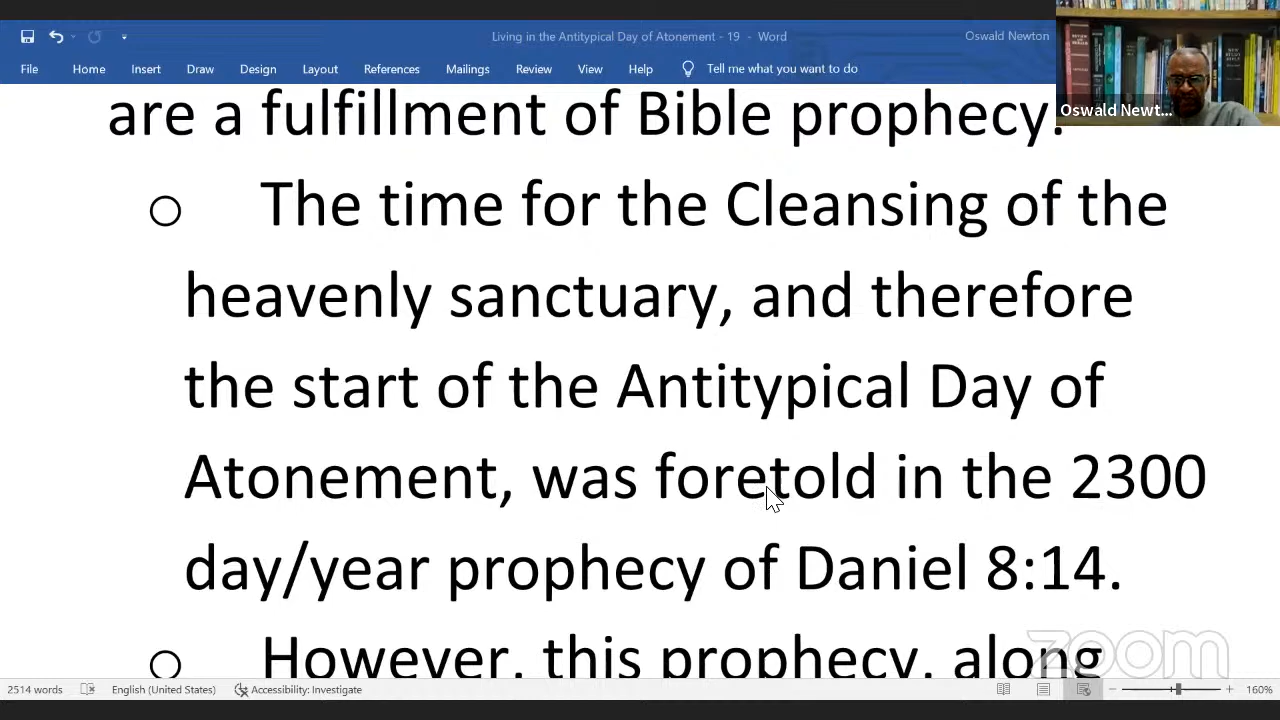 Living in the Antitypical Day of Atonement - 19 - Word
Oswald Newton
File Home Insert Draw Design Layout References Mailings Review View Help Tell me what you want to do
Oswald Newt...
are a fulfillment of Bible prophecy.
o The time for the Cleansing of the
heavenly sanctuary, and therefore
the start of the Antitypical Day of
Atonement, was foretold in the 2300
day/year prophecy of Daniel 8:14.
o However, this prophecy, along
zoom
2514 words English (United States) Accessibility: Investigate 160%